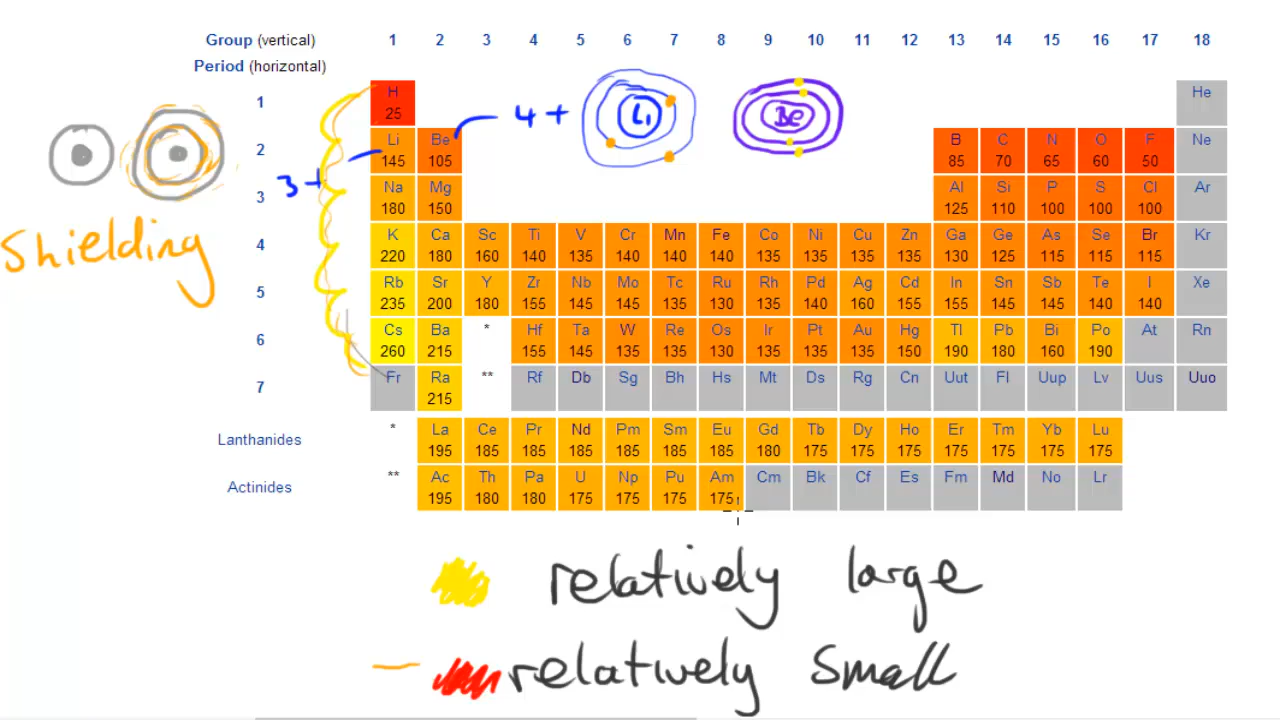 Group (vertical) 1 2 3 4 5 6 7 8 9 10 11 12 13 14 15 16 17 18
Period (horizontal)
1 H He
25
4+ Li Be
2 Li Be B C N O F Ne
145 105 85 70 65 60 50
3+
3 Na Mg Al Si P S Cl Ar
180 150 125 110 100 100 100
Shielding
4 K Ca Sc Ti V Cr Mn Fe Co Ni Cu Zn Ga Ge As Se Br Kr
220 180 160 140 135 140 140 140 135 135 135 135 130 125 115 115 115
5 Rb Sr Y Zr Nb Mo Tc Ru Rh Pd Ag Cd In Sn Sb Te I Xe
235 200 180 155 145 145 135 130 135 140 160 155 155 145 145 140 140
6 Cs Ba * Hf Ta W Re Os Ir Pt Au Hg Tl Pb Bi Po At Rn
260 215 155 145 135 135 130 135 135 135 150 190 180 160 190
7 Fr Ra ** Rf Db Sg Bh Hs Mt Ds Rg Cn Uut Fl Uup Lv Uus Uuo
215
Lanthanides * La Ce Pr Nd Pm Sm Eu Gd Tb Dy Ho Er Tm Yb Lu
195 185 185 185 185 185 185 180 175 175 175 175 175 175 175
Actinides ** Ac Th Pa U Np Pu Am Cm Bk Cf Es Fm Md No Lr
195 180 180 175 175 175 175
relatively large
relatively small